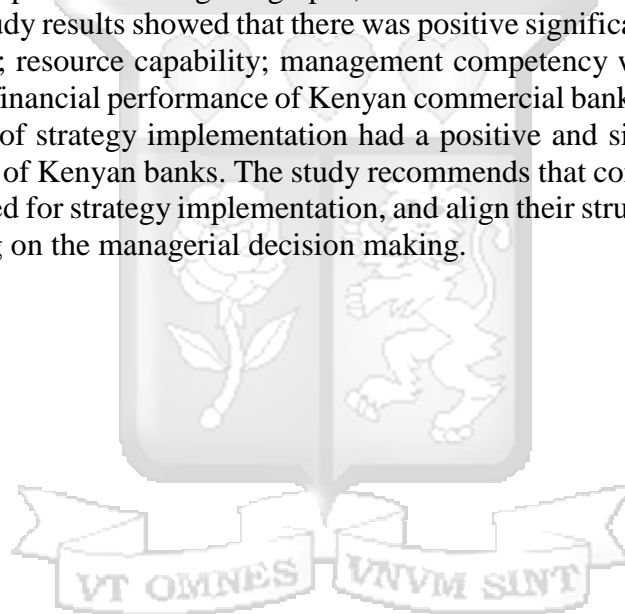 udy results showed that there was positive significa
; resource capability; management competency v
financial performance of Kenyan commercial bank
of strategy implementation had a positive and si
of Kenyan banks. The study recommends that co
ed for strategy implementation, and align their stru
g on the managerial decision making.
VT OMNES VNVM SINT